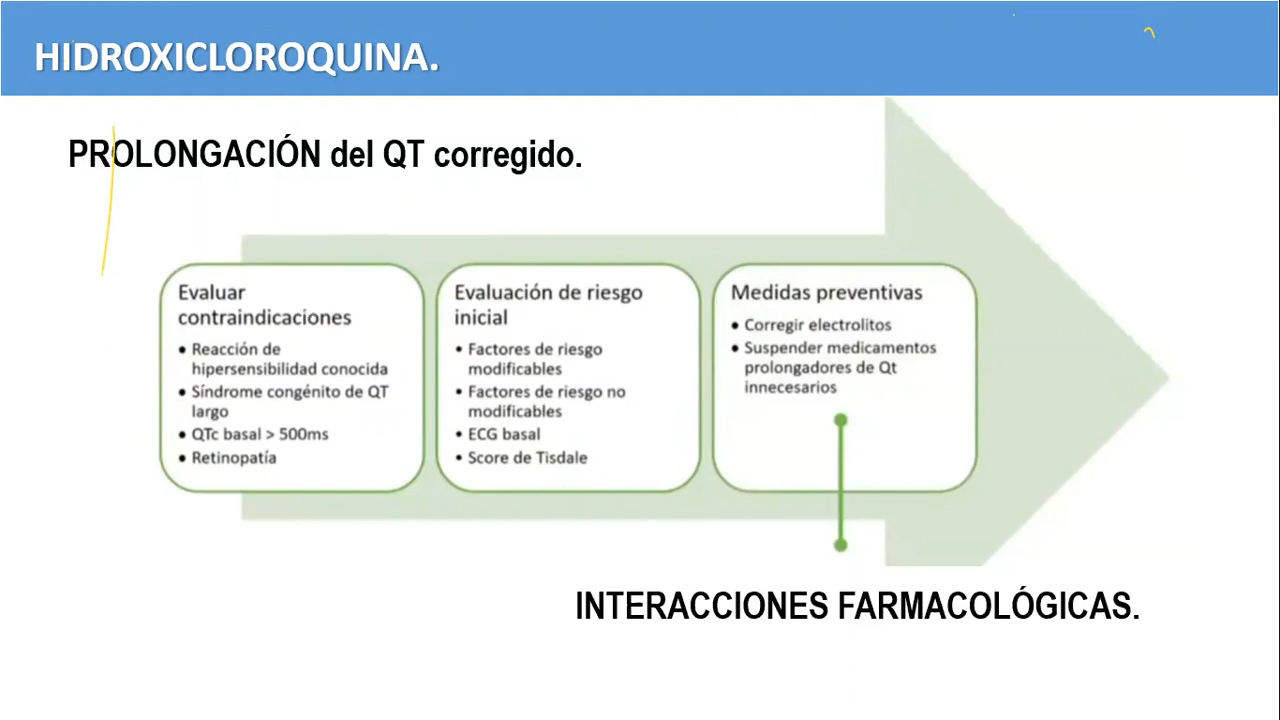 HIDROXICLOROQUINA.
PROLONGACIÓN del QT corregido.
Evaluar
contraindicaciones
• Reacción de
hipersensibilidad conocida
• Síndrome congénito de QT
largo
• QTc basal > 500ms
• Retinopatía
Evaluación de riesgo
inicial
• Factores de riesgo
modificables
• Factores de riesgo no
modificables
• ECG basal
• Score de Tisdale
Medidas preventivas
• Corregir electrolitos
• Suspender medicamentos
prolongadores de Qt
innecesarios
INTERACCIONES FARMACOLÓGICAS.